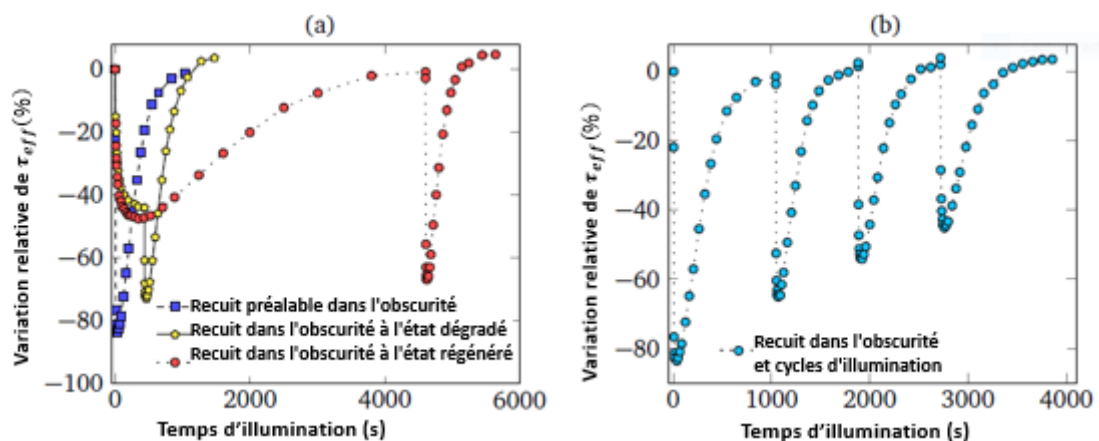 (a)
Variation relative de τ_eff(%)
0
−20
−40
−60
−80
−100
Recuit préalable dans l'obscurité
Recuit dans l'obscurité à l'état dégradé
Recuit dans l'obscurité à l'état régénéré
0 2000 4000 6000
Temps d'illumination (s)
(b)
Variation relative de τ_eff(%)
0
−20
−40
−60
−80
Recuit dans l'obscurité
et cycles d'illumination
0 1000 2000 3000 4000
Temps d'illumination (s)